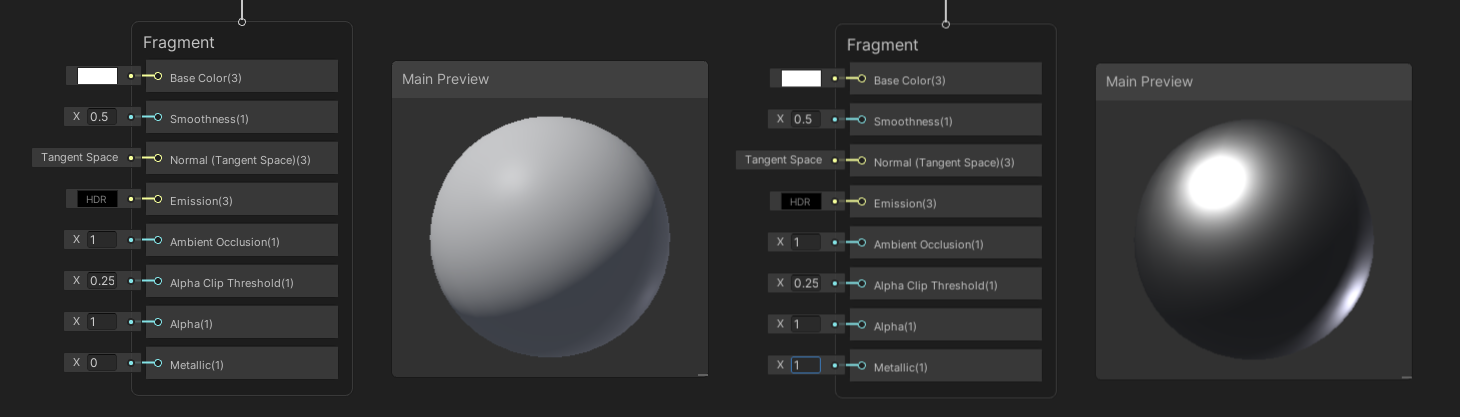 Fragment
Base Color(3)
X 0.5 Smoothness(1)
Tangent Space Normal (Tangent Space)(3)
HDR Emission(3)
X 1 Ambient Occlusion(1)
X 0.25 Alpha Clip Threshold(1)
X 1 Alpha(1)
X 0 Metallic(1)
Main Preview
Fragment
Base Color(3)
X 0.5 Smoothness(1)
Tangent Space Normal (Tangent Space)(3)
HDR Emission(3)
X 1 Ambient Occlusion(1)
X 0.25 Alpha Clip Threshold(1)
X 1 Alpha(1)
X 1 Metallic(1)
Main Preview